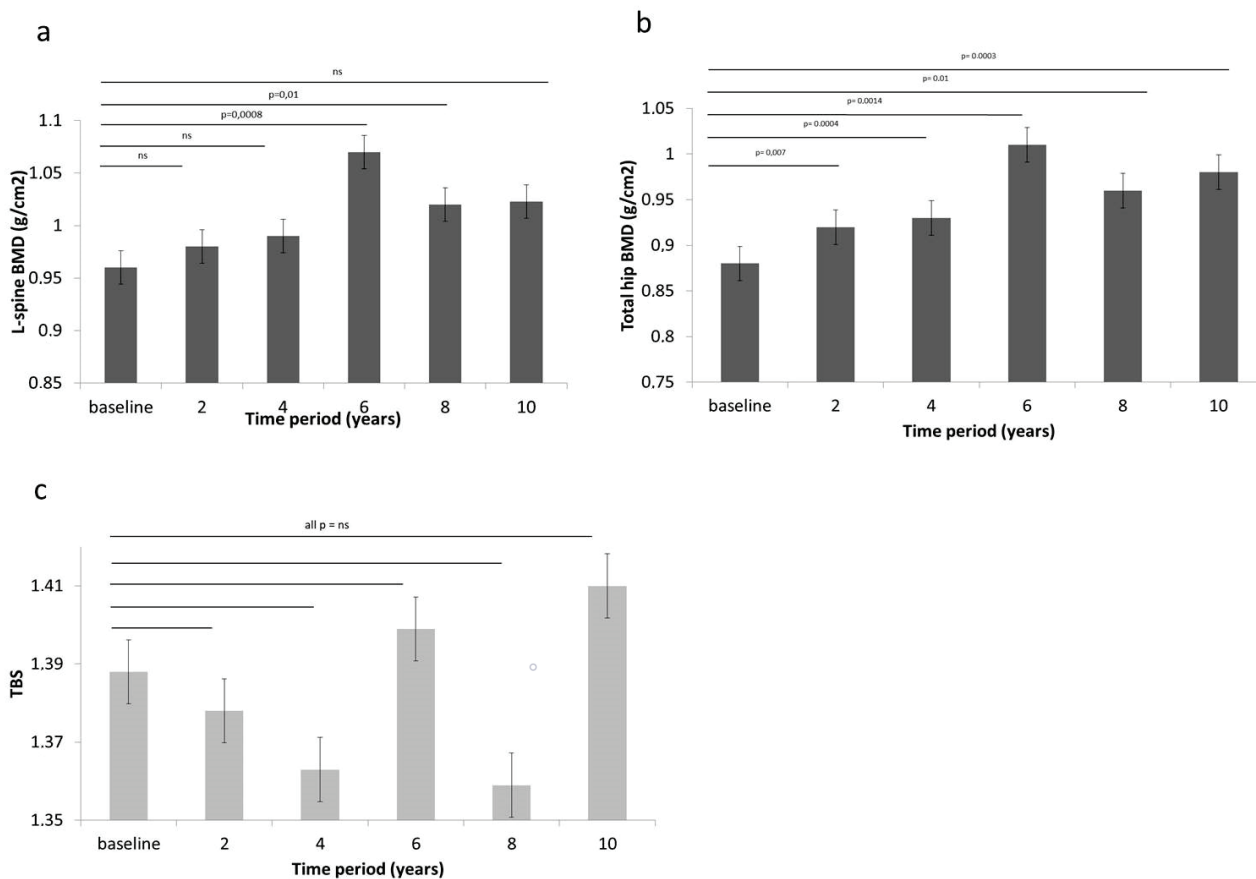 a
ns
p=0,01
p=0,0008
ns
ns
1.1
1.05
1
0.95
0.9
0.85
L-spine BMD (g/cm2)
baseline 2 4 6 8 10
Time period (years)
b
p= 0.0003
p= 0.01
p= 0.0014
p= 0.0004
p= 0,007
1.05
1
0.95
0.9
0.85
0.8
0.75
Total hip BMD (g/cm2)
baseline 2 4 6 8 10
Time period (years)
c
all p = ns
1.41
1.39
1.37
1.35
TBS
baseline 2 4 6 8 10
Time period (years)